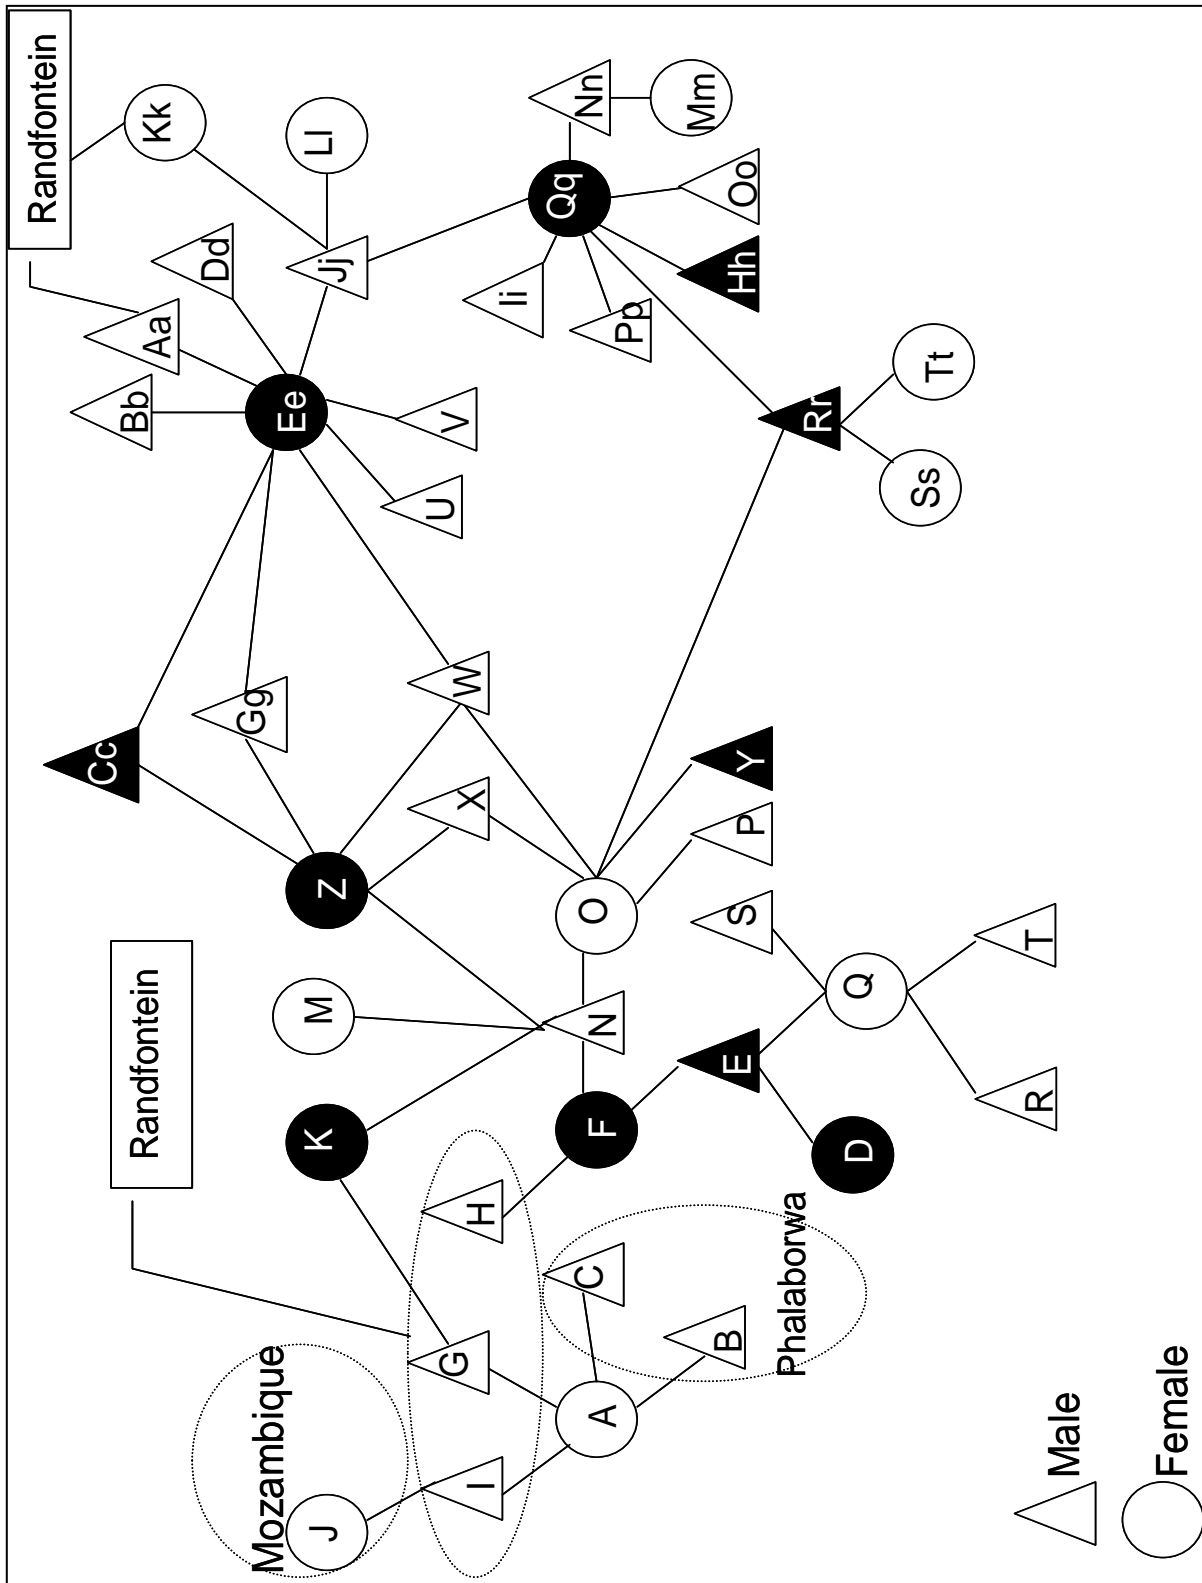 Randfontein
Cc
Bb
Randfontein
Aa
Kk
Dd
Gg
Mozambique
Ee
J
K
M
Z
Jj
Ll
G
U
V
I
H
X
W
Ii
Qq
C
Nn
A
F
N
O
Pp
Mm
B
E
S
Hh
Oo
P
Y
Phalaborwa
Rr
D
Q
Ss
Tt
R
T
Male
Female